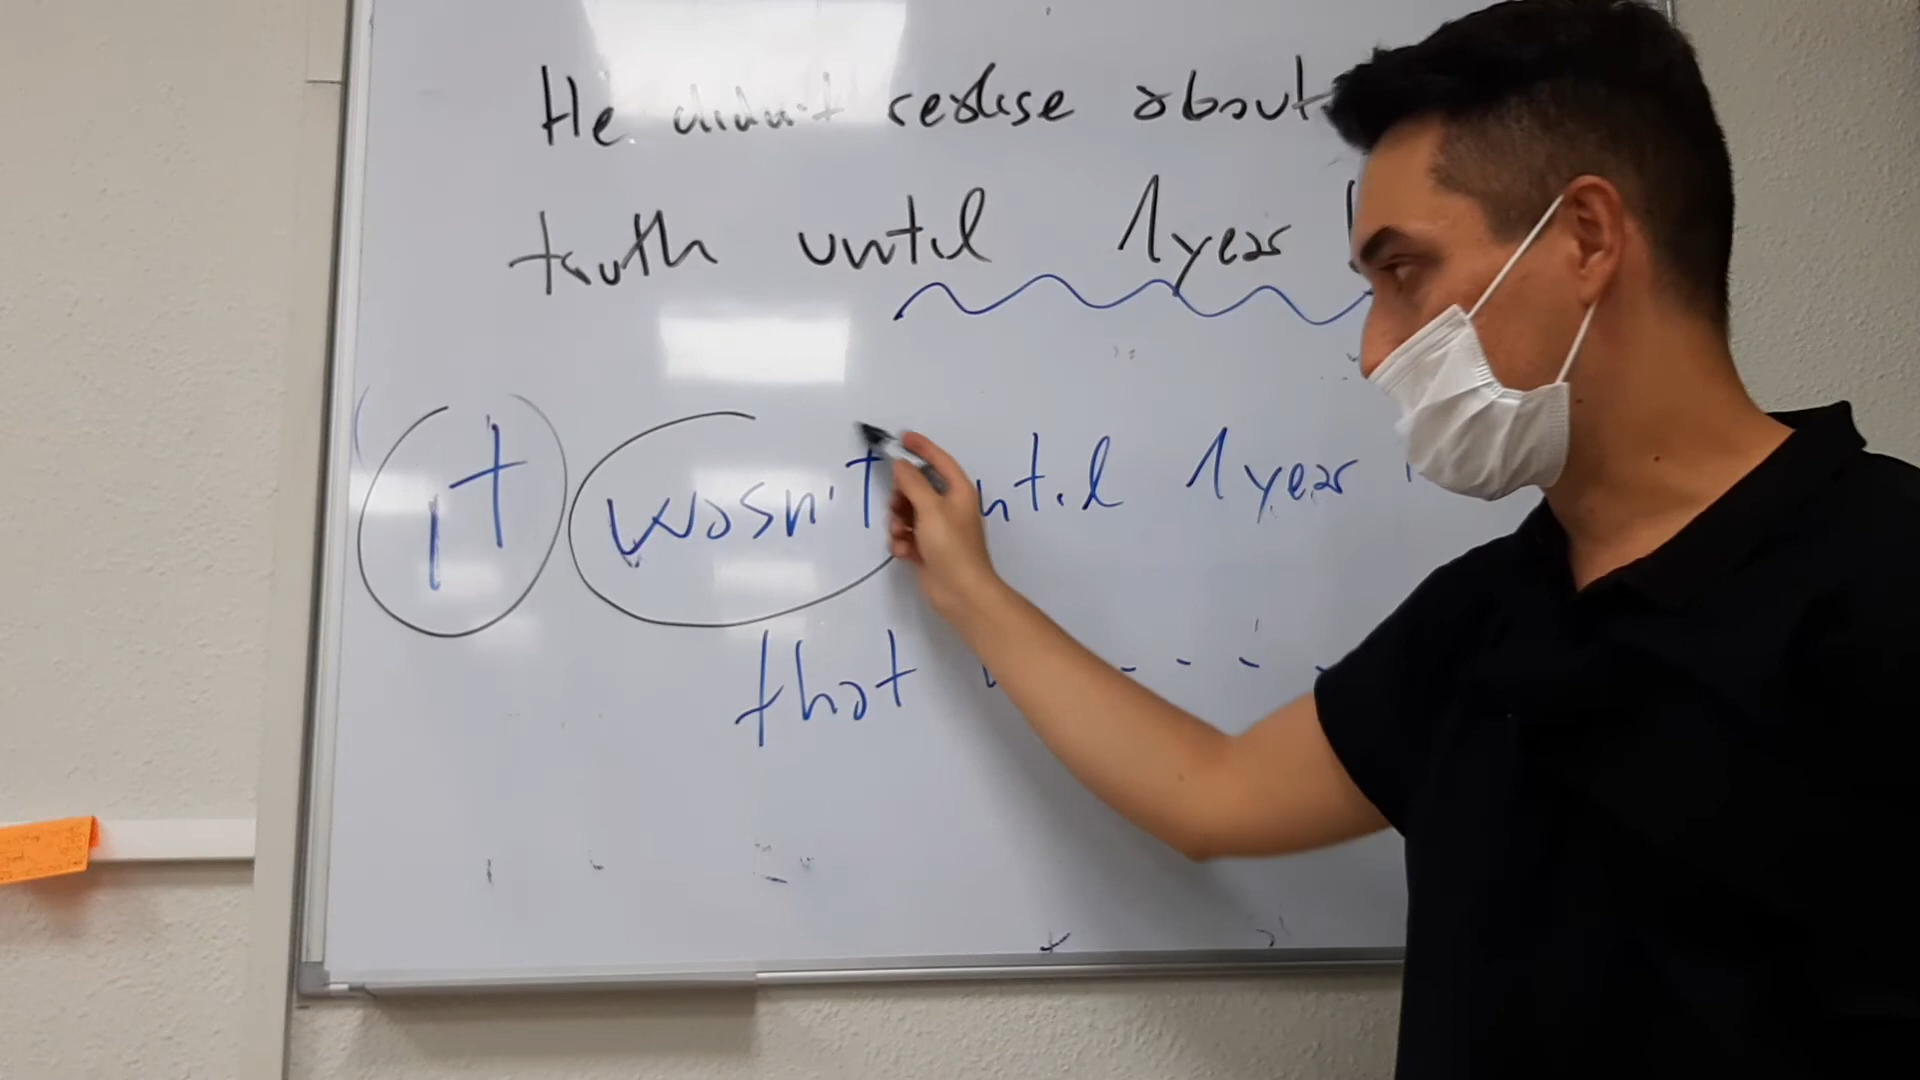 He didn't realise about
truth until 1 year
it wasn't until 1 year
that